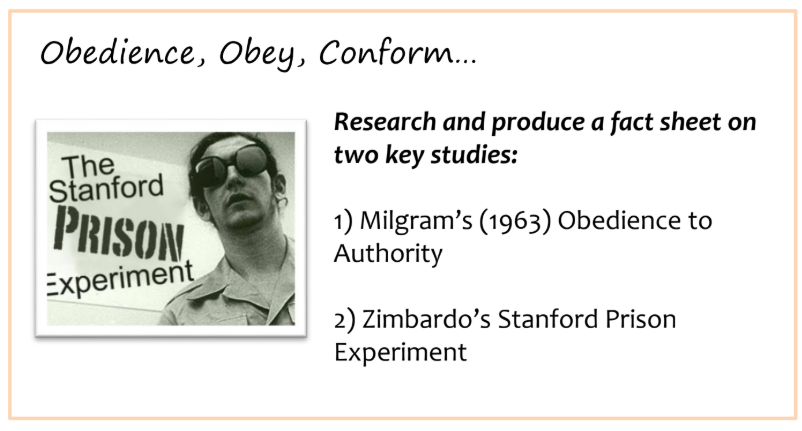 Obedience, Obey, Conform...
The
Stanford
PRISON
Experiment
Research and produce a fact sheet on
two key studies:
1) Milgram's (1963) Obedience to
Authority
2) Zimbardo's Stanford Prison
Experiment